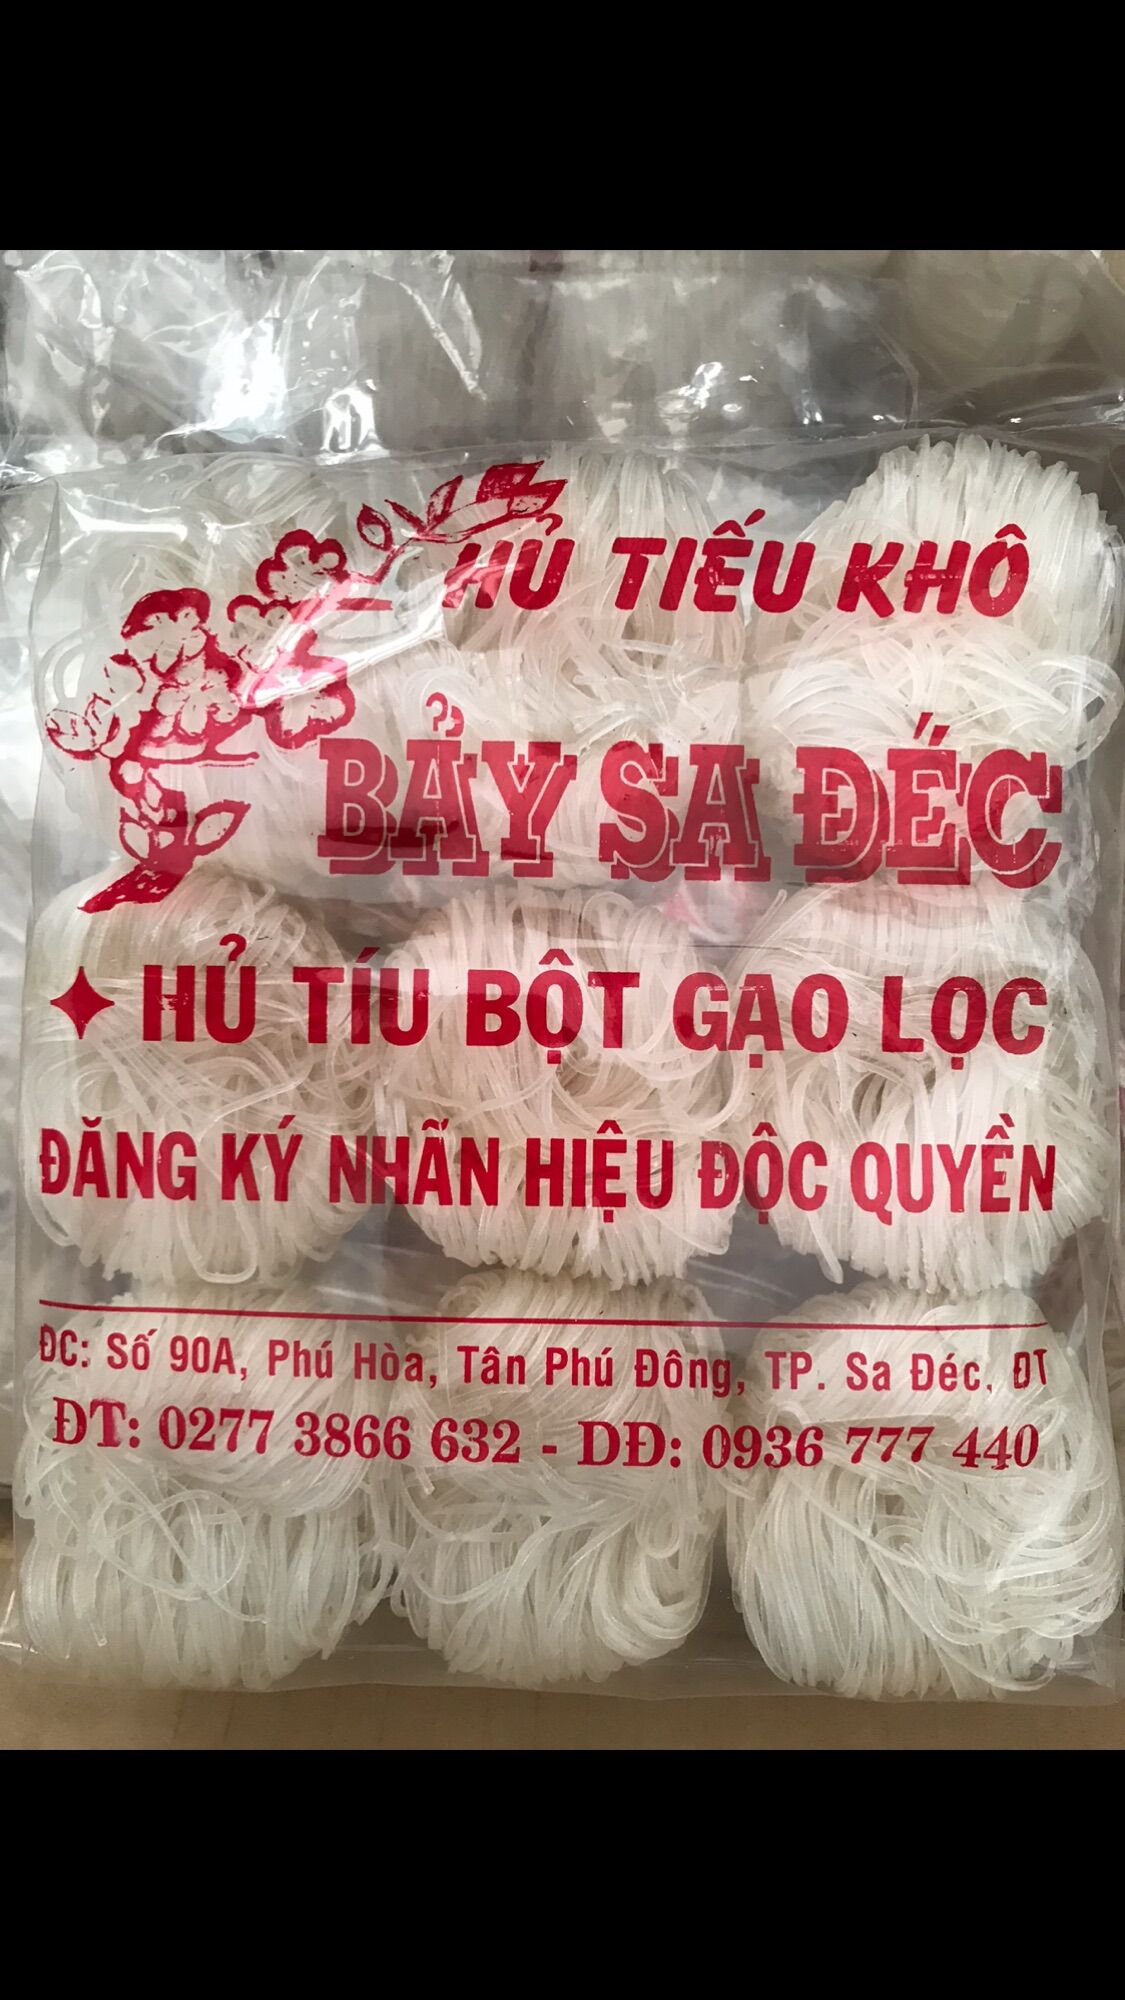 HỦ TIẾU KHÔ
BẢY SA ĐÉC
HỦ TÍU BỘT GẠO LỌC
ĐĂNG KÝ NHÃN HIỆU ĐỘC QUYỀN
ĐC: Số 90A, Phú Hòa, Tân Phú Đông, TP. Sa Đéc, ĐT
ĐT: 0277 3866 632 - DĐ: 0936 777 440